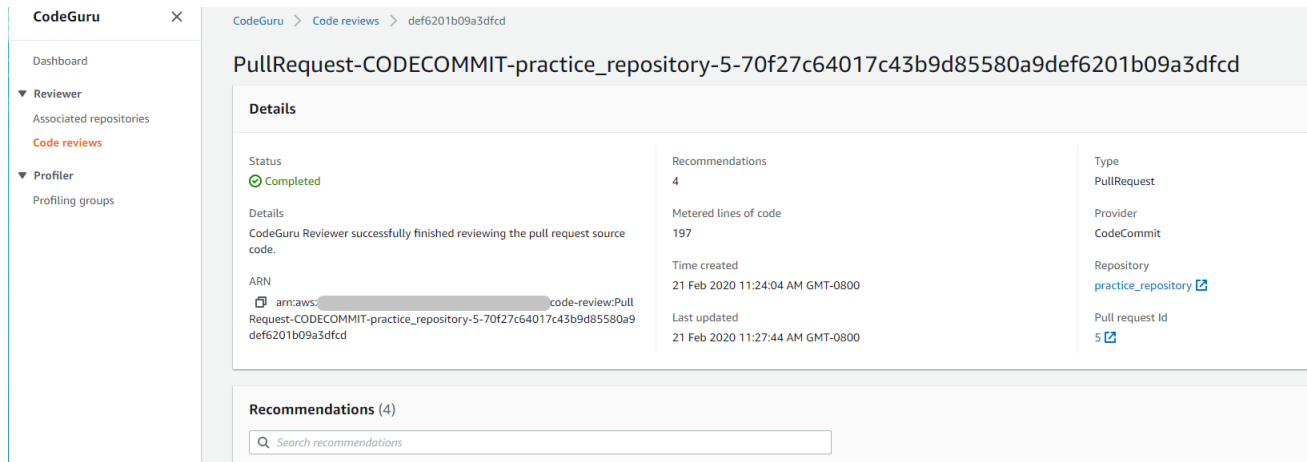 CodeGuru
Dashboard
Reviewer
Associated repositories
Code reviews
Profiler
Profiling groups
CodeGuru > Code reviews > def6201b09a3dfcd
PullRequest-CODECOMMIT-practice_repository-5-70f27c64017c43b9d85580a9def6201b09a3dfcd
Details
Status
Completed
Details
CodeGuru Reviewer successfully finished reviewing the pull request source
code.
ARN
arn:aws: code-review:Pull
Request-CODECOMMIT-practice_repository-5-70f27c64017c43b9d85580a9
def6201b09a3dfcd
Recommendations
4
Metered lines of code
197
Time created
21 Feb 2020 11:24:04 AM GMT-0800
Last updated
21 Feb 2020 11:27:44 AM GMT-0800
Type
PullRequest
Provider
CodeCommit
Repository
practice_repository
Pull request Id
5
Recommendations (4)
Search recommendations